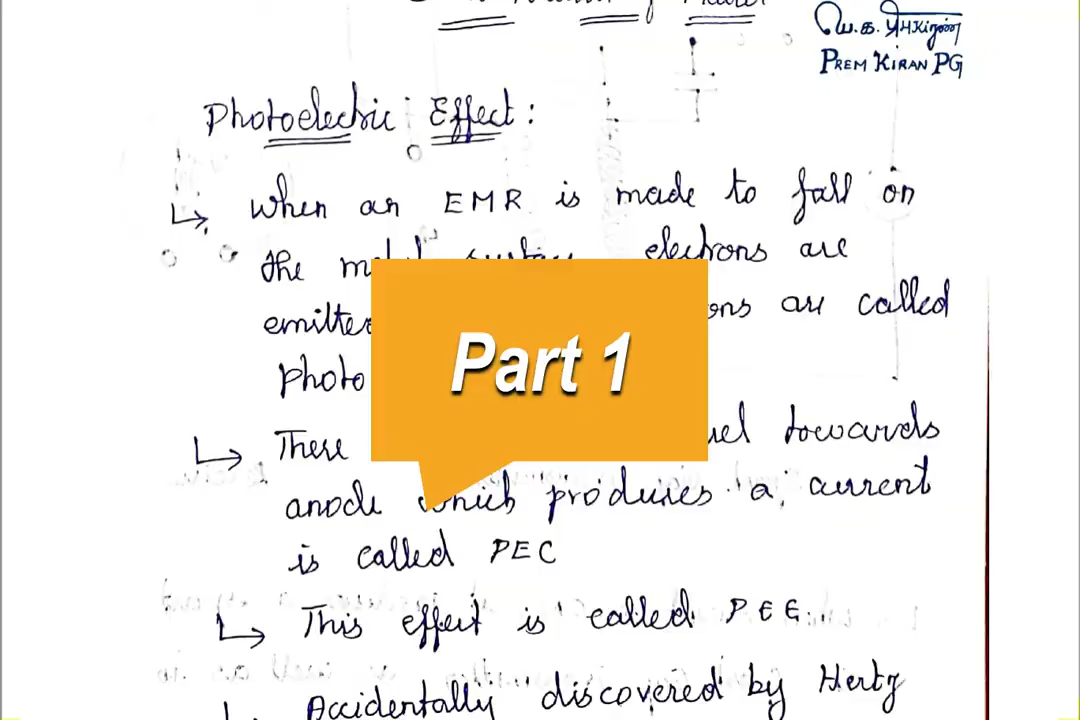 PREM KIRAN PG
Photoelectric Effect:
When an EMR is made to fall on
the electrons are
are called
photo
Part 1
These towards
anode which produces a current
is called PEC
This effect is called PEE
Accidentally discovered by Hertz